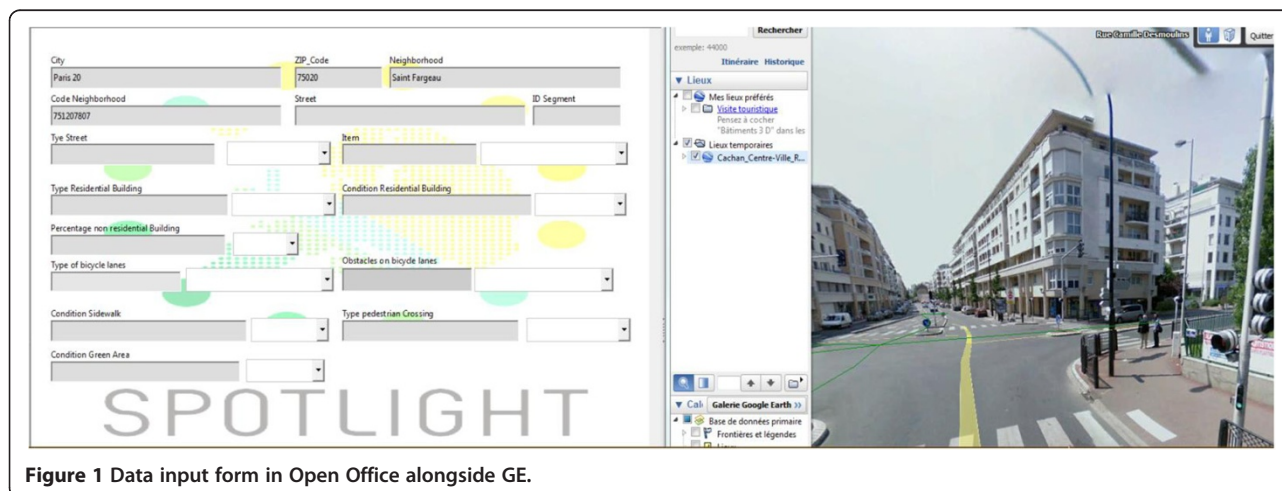 City
ZIP_Code
Neighborhood
Paris 20
75020
Saint Fargeau
Code Neighborhood
Street
ID Segment
751207807
Tye Street
Item
Type Residential Building
Condition Residential Building
Percentage non residential Building
Type of bicycle lanes
Obstacles on bicycle lanes
Condition Sidewalk
Type pedestrian Crossing
Condition Green Area
SPOTLIGHT
Rechercher
exemple: 44000
Itinéraire Historique
Lieux
Mes lieux préférés
Visite touristique
Pensez à cocher
"Bâtiments 3 D" dans les
Lieux temporaires
Cachan_Centre-Ville_R...
Cal
Galerie Google Earth >>
Base de données primaire
Frontières et légendes
Rue Camille Desmoulins
Quitter
Figure 1 Data input form in Open Office alongside GE.